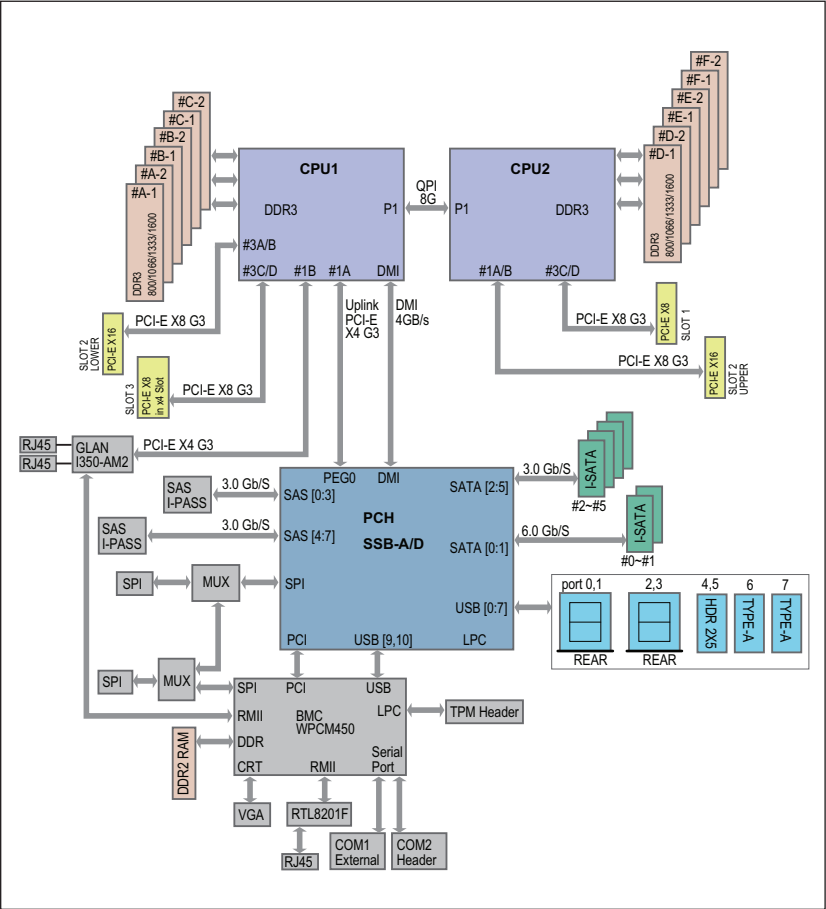 #C-2
#C-1
#B-2
#B-1
#A-2
#A-1
DDR3
800/1066/1333/1600
#F-2
#F-1
#E-2
#E-1
#D-2
#D-1
DDR3
800/1066/1333/1600
CPU1
DDR3
P1
#3A/B
#3C/D
#1B
#1A
DMI
QPI
8G
CPU2
P1
DDR3
#1A/B
#3C/D
Uplink
PCI-E
X4 G3
DMI
4GB/s
SLOT 2
LOWER
PCI-E X16
PCI-E X8 G3
SLOT 3
PCI-E X8
in x4 Slot
PCI-E X8 G3
PCI-E X8 G3
PCI-E X8
SLOT 1
PCI-E X8 G3
PCI-E X16
SLOT 2
UPPER
RJ45
RJ45
GLAN
I350-AM2
PCI-E X4 G3
SAS
I-PASS
3.0 Gb/S
SAS
I-PASS
3.0 Gb/S
PEG0
DMI
SAS [0:3]
SATA [2:5]
PCH
SSB-A/D
SAS [4:7]
SATA [0:1]
SPI
USB [0:7]
PCI
USB [9,10]
LPC
3.0 Gb/S
I-SATA
#2~#5
6.0 Gb/S
I-SATA
#0~#1
port 0,1
2,3
4,5
6
7
HDR 2X5
TYPE-A
TYPE-A
REAR
REAR
SPI
MUX
SPI
MUX
SPI
PCI
USB
RMII
BMC
WPCM450
LPC
TPM Header
DDR
DDR2 RAM
CRT
RMII
Serial
Port
VGA
RTL8201F
RJ45
COM1
External
COM2
Header